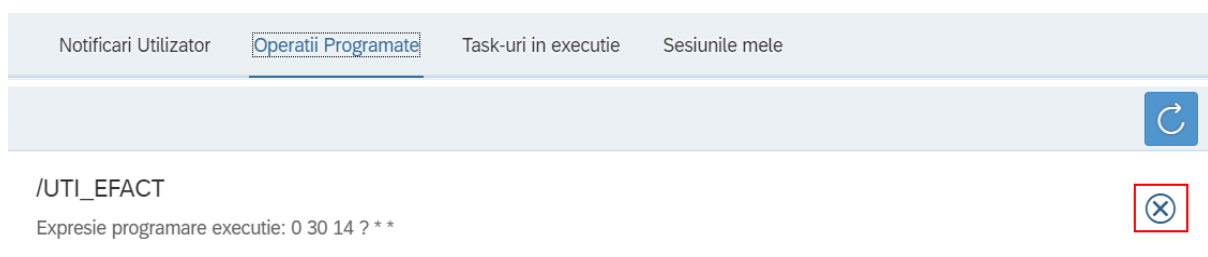 Notificari Utilizator Operatii Programate Task-uri in executie Sesiunile mele
/UTI_EFACT
Expresie programare executie: 0 30 14 ? * *